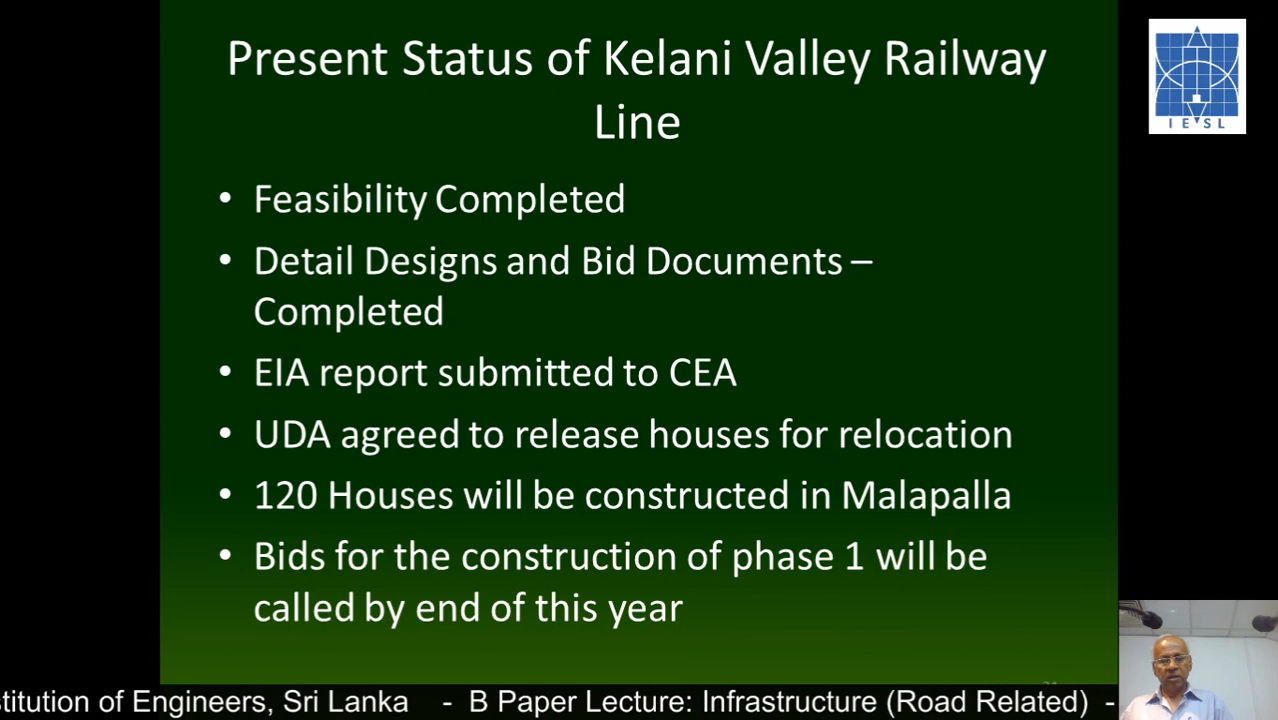 Present Status of Kelani Valley Railway
Line
• Feasibility Completed
• Detail Designs and Bid Documents –
Completed
• EIA report submitted to CEA
• UDA agreed to release houses for relocation
• 120 Houses will be constructed in Malapalla
• Bids for the construction of phase 1 will be
called by end of this year
I E S L
stitution of Engineers, Sri Lanka - B Paper Lecture: Infrastructure (Road Related) -